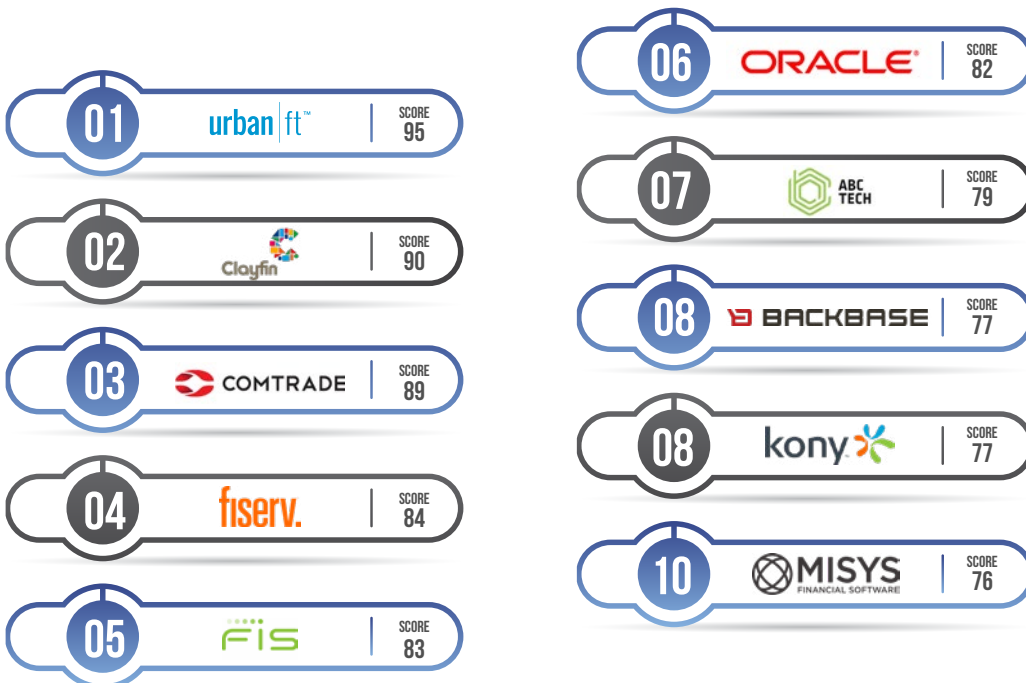 01
urban ft™
SCORE
95
02
Clayfin
SCORE
90
03
COMTRADE
SCORE
89
04
fiserv.
SCORE
84
05
FIS
SCORE
83
06
ORACLE®
SCORE
82
07
ABC
TECH
SCORE
79
08
BACKBASE
SCORE
77
08
kony
SCORE
77
10
MISYS
FINANCIAL SOFTWARE
SCORE
76